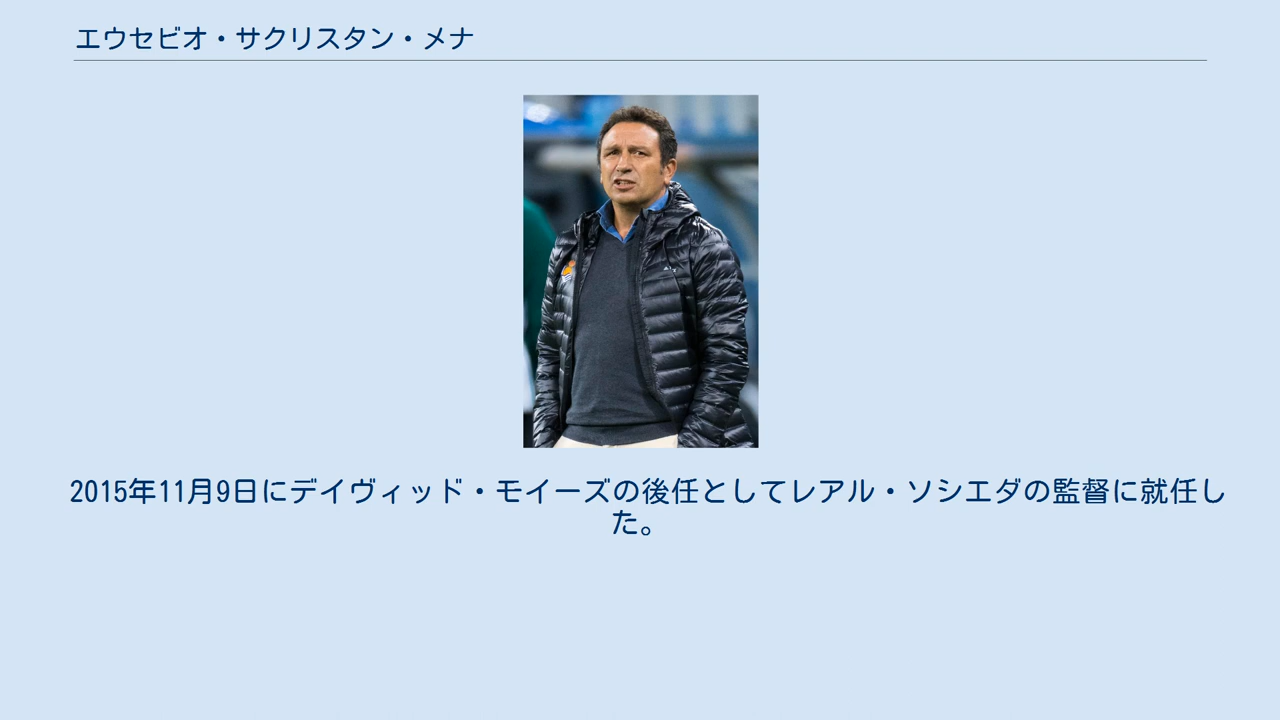 エウセビオ・サクリスタン・メナ
2015年11月9日にデイヴィッド・モイーズの後任としてレアル・ソシエダの監督に就任し
た。